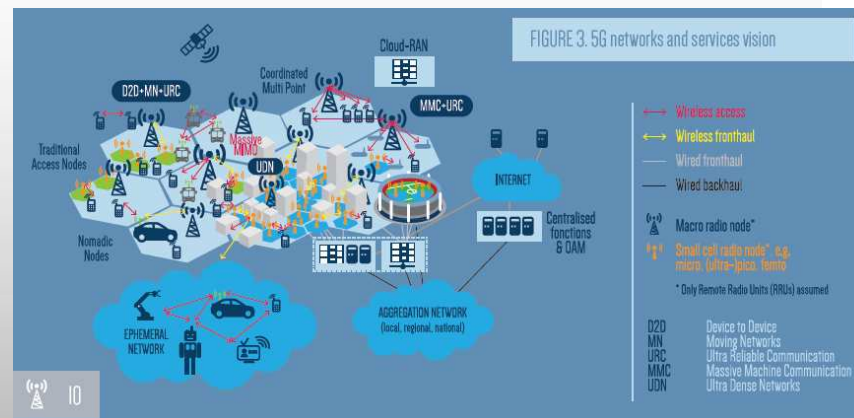 FIGURE 3. 5G networks and services vision
Cloud-RAN
Coordinated
Multi Point
D2D+MN+URC
MMC+URC
Massive
MIMO
Traditional
Access Nodes
UDN
INTERNET
Nomadic
Nodes
Centralised
fonctions
& OAM
AGGREGATION NETWORK
(local, regional, national)
EPHEMERAL
NETWORK
Wireless access
Wireless fronthaul
Wired fronthaul
Wired backhaul
Macro radio node*
Small cell radio node*, e.g.
micro, (ultra-)pico, femto
* Only Remote Radio Units (RRUs) assumed
D2D Device to Device
MN Moving Networks
URC Ultra Reliable Communication
MMC Massive Machine Communication
UDN Ultra Dense Networks
10